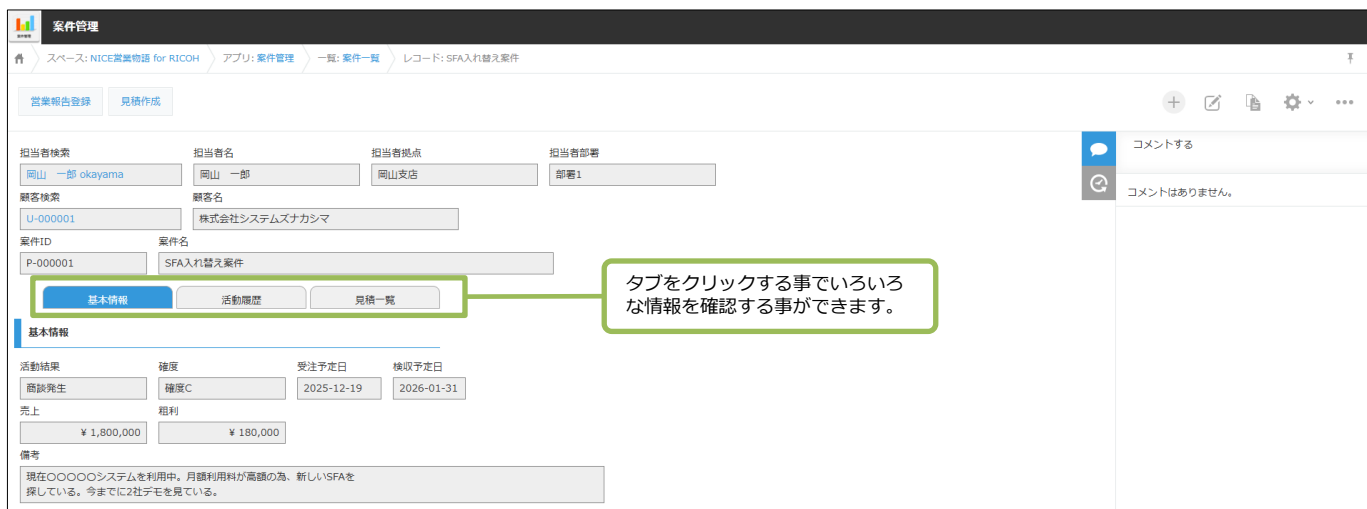 案件管理
スペース: NICE営業物語 for RICOH アプリ: 案件管理 一覧: 案件一覧 レコード: SFA入れ替え案件
営業報告登録 見積作成
担当者検索 担当者名 担当者拠点 担当者部署
岡山　一郎 okayama 岡山　一郎 岡山支店 部署1
顧客検索 顧客名
U-000001 株式会社システムズナカシマ
案件ID 案件名
P-000001 SFA入れ替え案件
基本情報 活動履歴 見積一覧
タブをクリックする事でいろいろ
な情報を確認する事ができます。
基本情報
活動結果 確度 受注予定日 検収予定日
商談発生 確度C 2025-12-19 2026-01-31
売上 粗利
¥ 1,800,000 ¥ 180,000
備考
現在〇〇〇〇〇システムを利用中。月額利用料が高額の為、新しいSFAを
探している。今までに2社デモを見ている。
コメントする
コメントはありません。